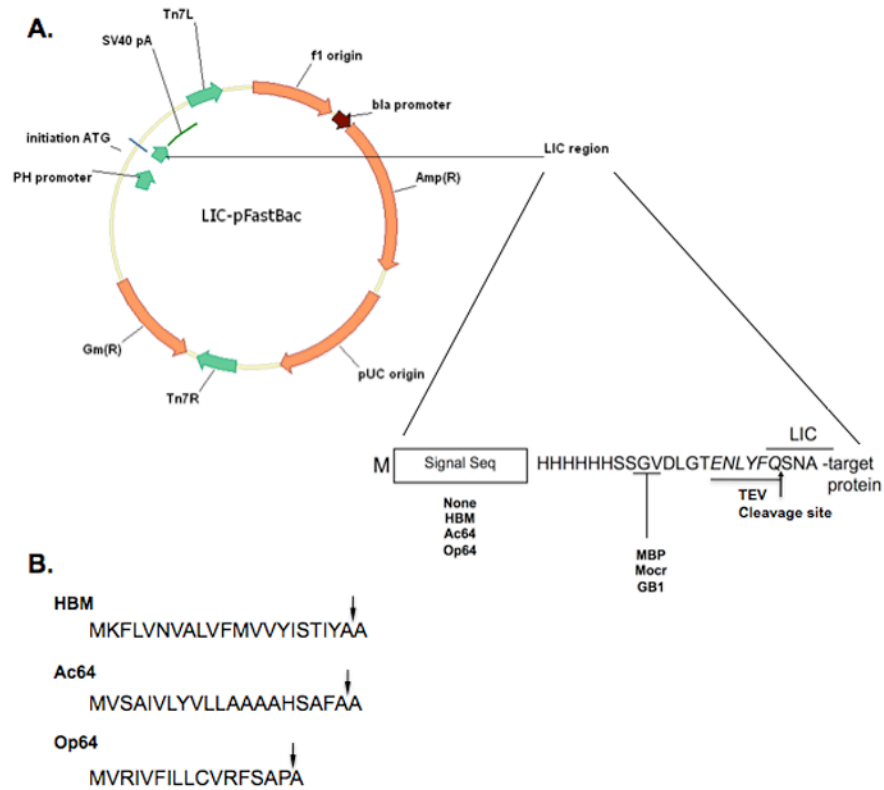 A.
Tn7L
SV40 pA
f1 origin
bla promoter
initiation ATG
LIC region
PH promoter
Amp(R)
LIC-pFastBac
Gm(R)
Tn7R
pUC origin
LIC
M Signal Seq HHHHHHSSGVDLGTENLYFQSNA -target
protein
None
HBM
Ac64
Op64
TEV
Cleavage site
MBP
Mocr
GB1
B.
HBM
MKFLVNVALVFMVVYISTIYAA
Ac64
MVSAIVLYVLLAAAAHSAFAA
Op64
MVRIVFILLCVRFSAPA